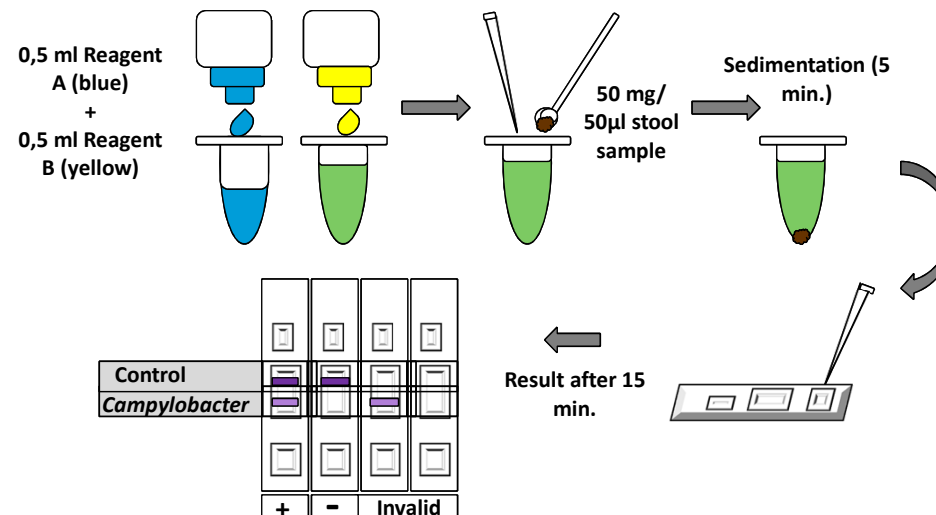 0,5 ml Reagent
A (blue)
+
0,5 ml Reagent
B (yellow)
50 mg/
50µl stool
sample
Sedimentation (5
min.)
Result after 15
min.
Control
Campylobacter
+ - Invalid